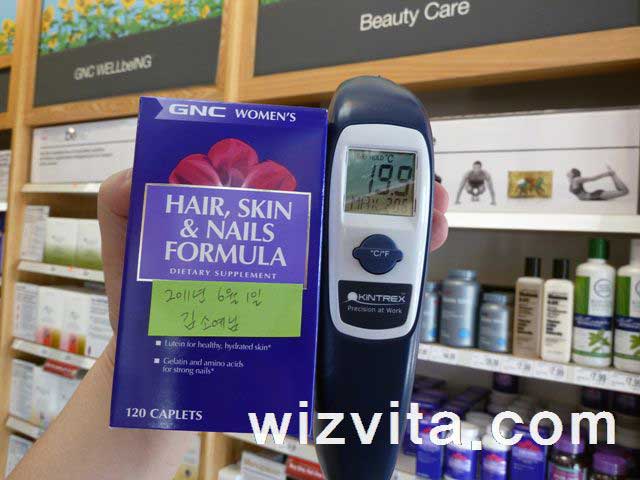 Beauty Care
GNC WELLbeING
GNC WOMEN'S
HAIR, SKIN
& NAILS
FORMULA
DIETARY SUPPLEMENT
2011년 6월 1일
김소예님
Lutein for healthy, hydrated skin*
Gelatin and amino acids
for strong nails*
120 CAPLETS
HOLD °C
19.9
MAX
°C/°F
KINTREX
Precision at Work
wizvita.com